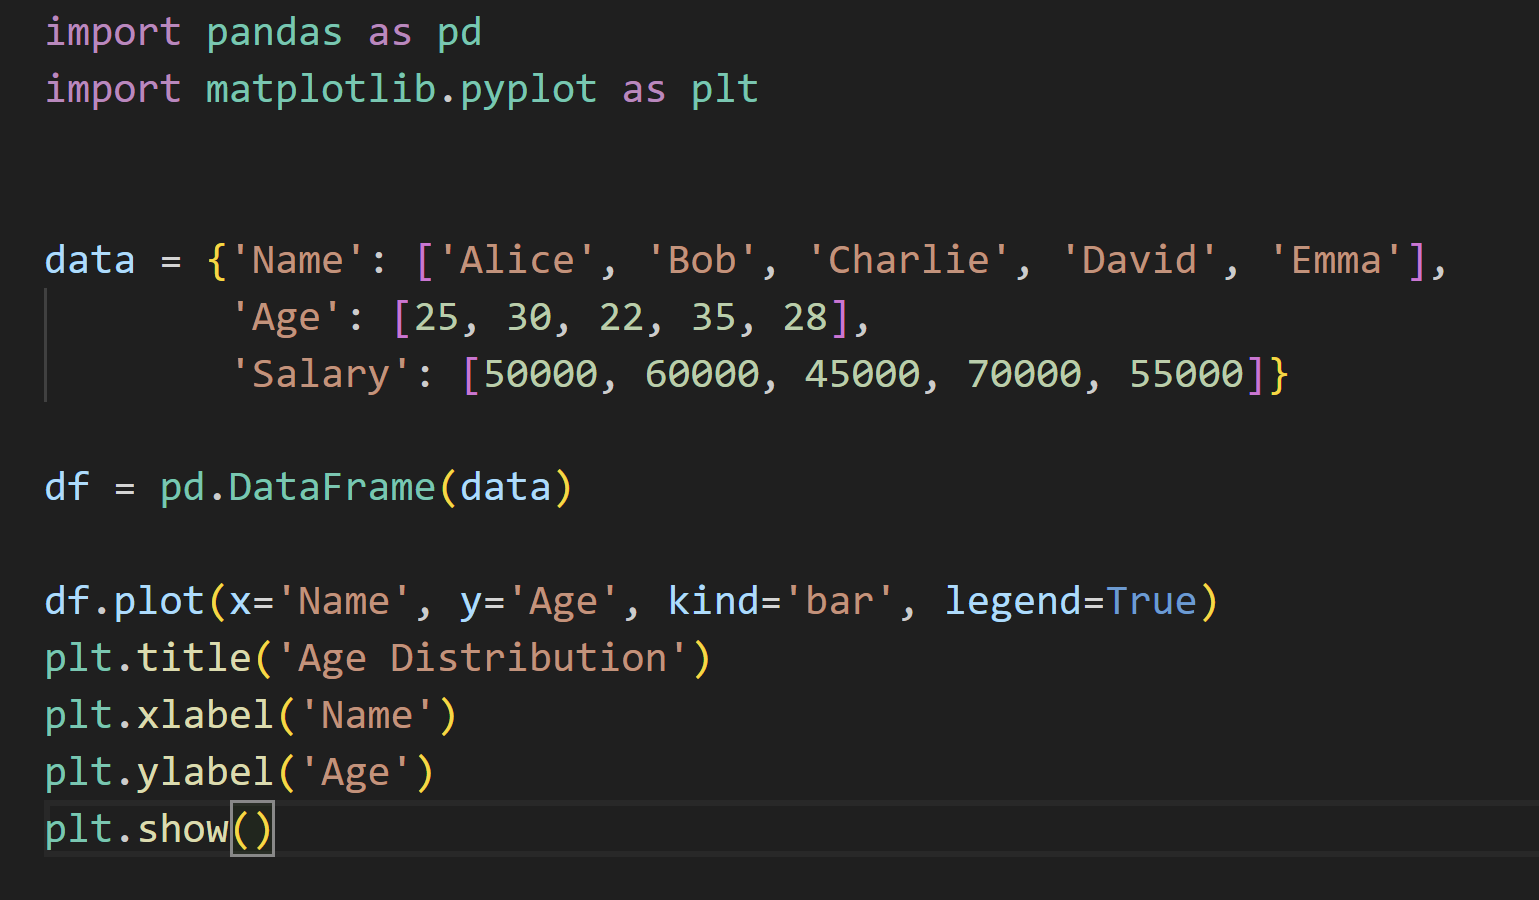 import pandas as pd
import matplotlib.pyplot as plt
data = {'Name': ['Alice', 'Bob', 'Charlie', 'David', 'Emma'],
        'Age': [25, 30, 22, 35, 28],
        'Salary': [50000, 60000, 45000, 70000, 55000]}
df = pd.DataFrame(data)
df.plot(x='Name', y='Age', kind='bar', legend=True)
plt.title('Age Distribution')
plt.xlabel('Name')
plt.ylabel('Age')
plt.show()